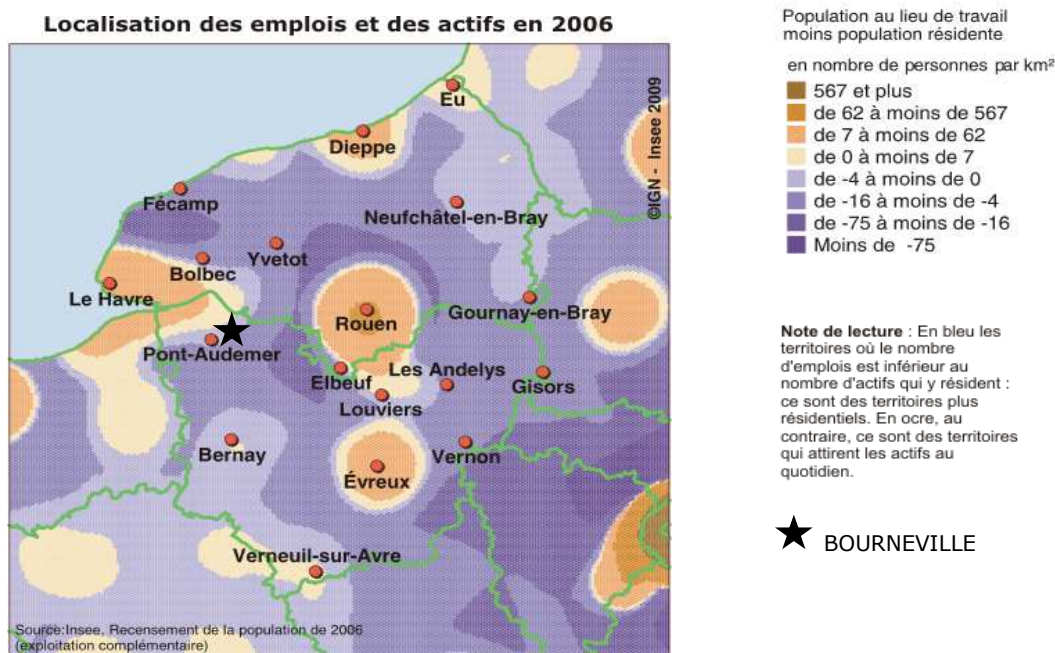 Localisation des emplois et des actifs en 2006
Eu
Dieppe
©IGN - Insee 2009
Fécamp
Neufchâtel-en-Bray
Yvetot
Bolbec
Le Havre
Rouen
Gournay-en-Bray
Pont-Audemer
Elbeuf
Les Andelys
Gisors
Louviers
Bernay
Vernon
Évreux
Verneuil-sur-Avre
Source:Insee, Recensement de la population de 2006
(exploitation complémentaire)
Population au lieu de travail
moins population résidente
en nombre de personnes par km²
567 et plus
de 62 à moins de 567
de 7 à moins de 62
de 0 à moins de 7
de -4 à moins de 0
de -16 à moins de -4
de -75 à moins de -16
Moins de -75
Note de lecture : En bleu les
territoires où le nombre
d'emplois est inférieur au
nombre d'actifs qui y résident :
ce sont des territoires plus
résidentiels. En ocre, au
contraire, ce sont des territoires
qui attirent les actifs au
quotidien.
BOURNEVILLE